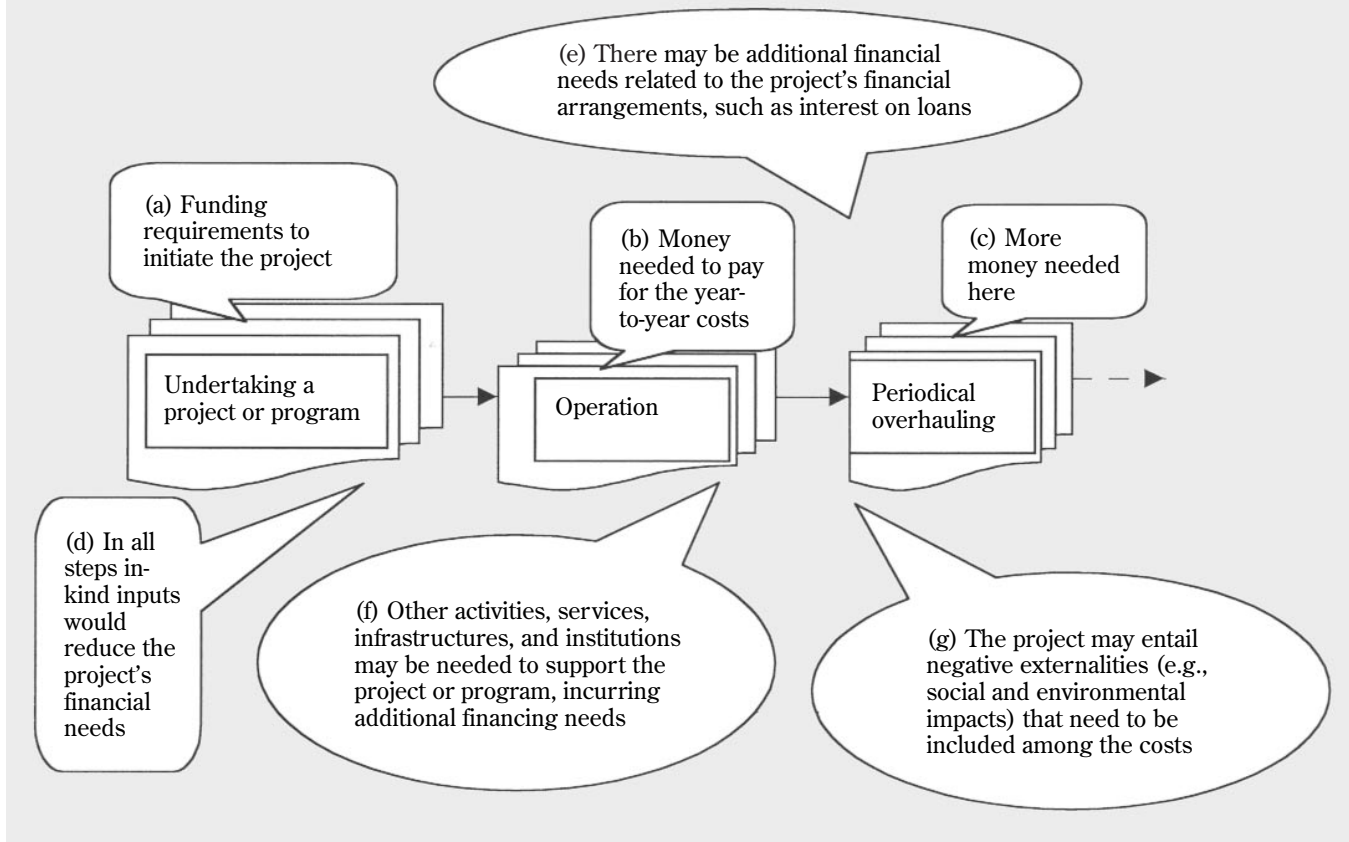 (e) There may be additional financial
needs related to the project's financial
arrangements, such as interest on loans
(a) Funding
requirements to
initiate the project
(b) Money
needed to pay
for the year-
to-year costs
(c) More
money needed
here
Undertaking a
project or program
Operation
Periodical
overhauling
(d) In all
steps in-
kind inputs
would
reduce the
project's
financial
needs
(f) Other activities, services,
infrastructures, and institutions
may be needed to support the
project or program, incurring
additional financing needs
(g) The project may entail
negative externalities (e.g.,
social and environmental
impacts) that need to be
included among the costs